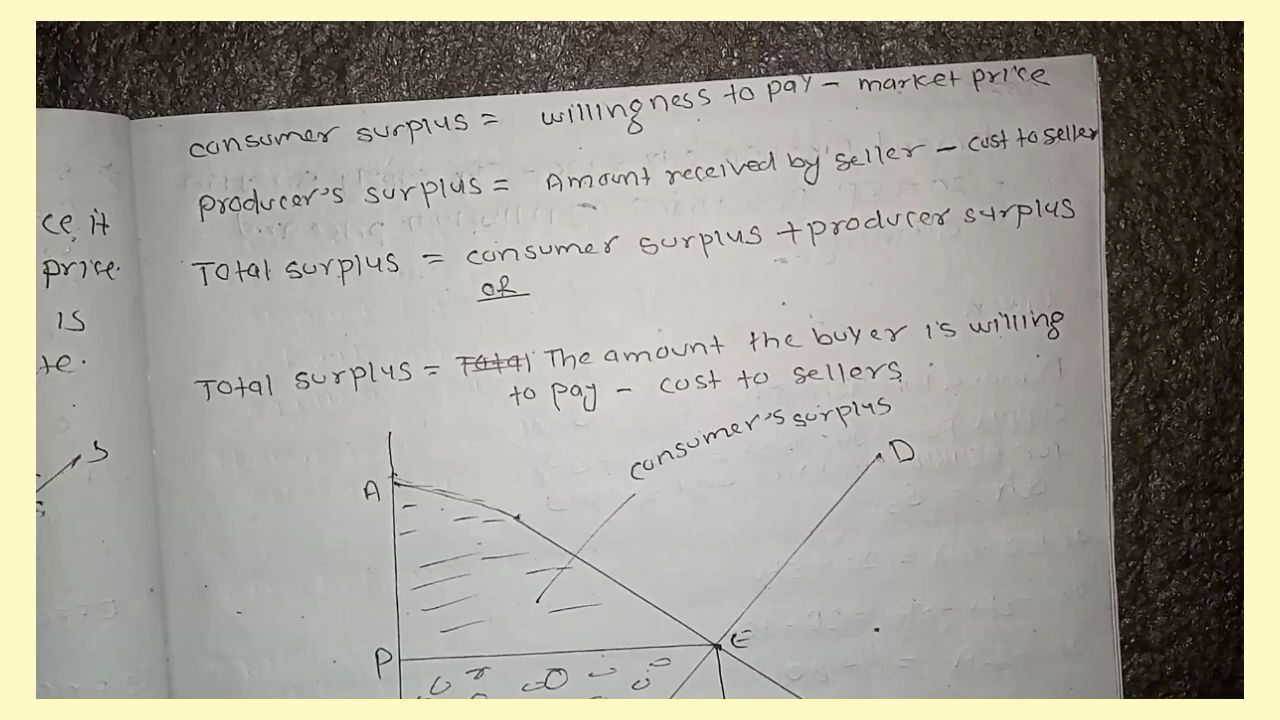 consumer surplus = willingness to pay - market price
producer's surplus = Amount received by seller - cost to seller
Total surplus = consumer surplus + producer surplus
OR
Total surplus = Total The amount the buyer is willing
to pay - cost to sellers
ce, it
price.
is
te.
S
consumer's surplus
D
A
E
P